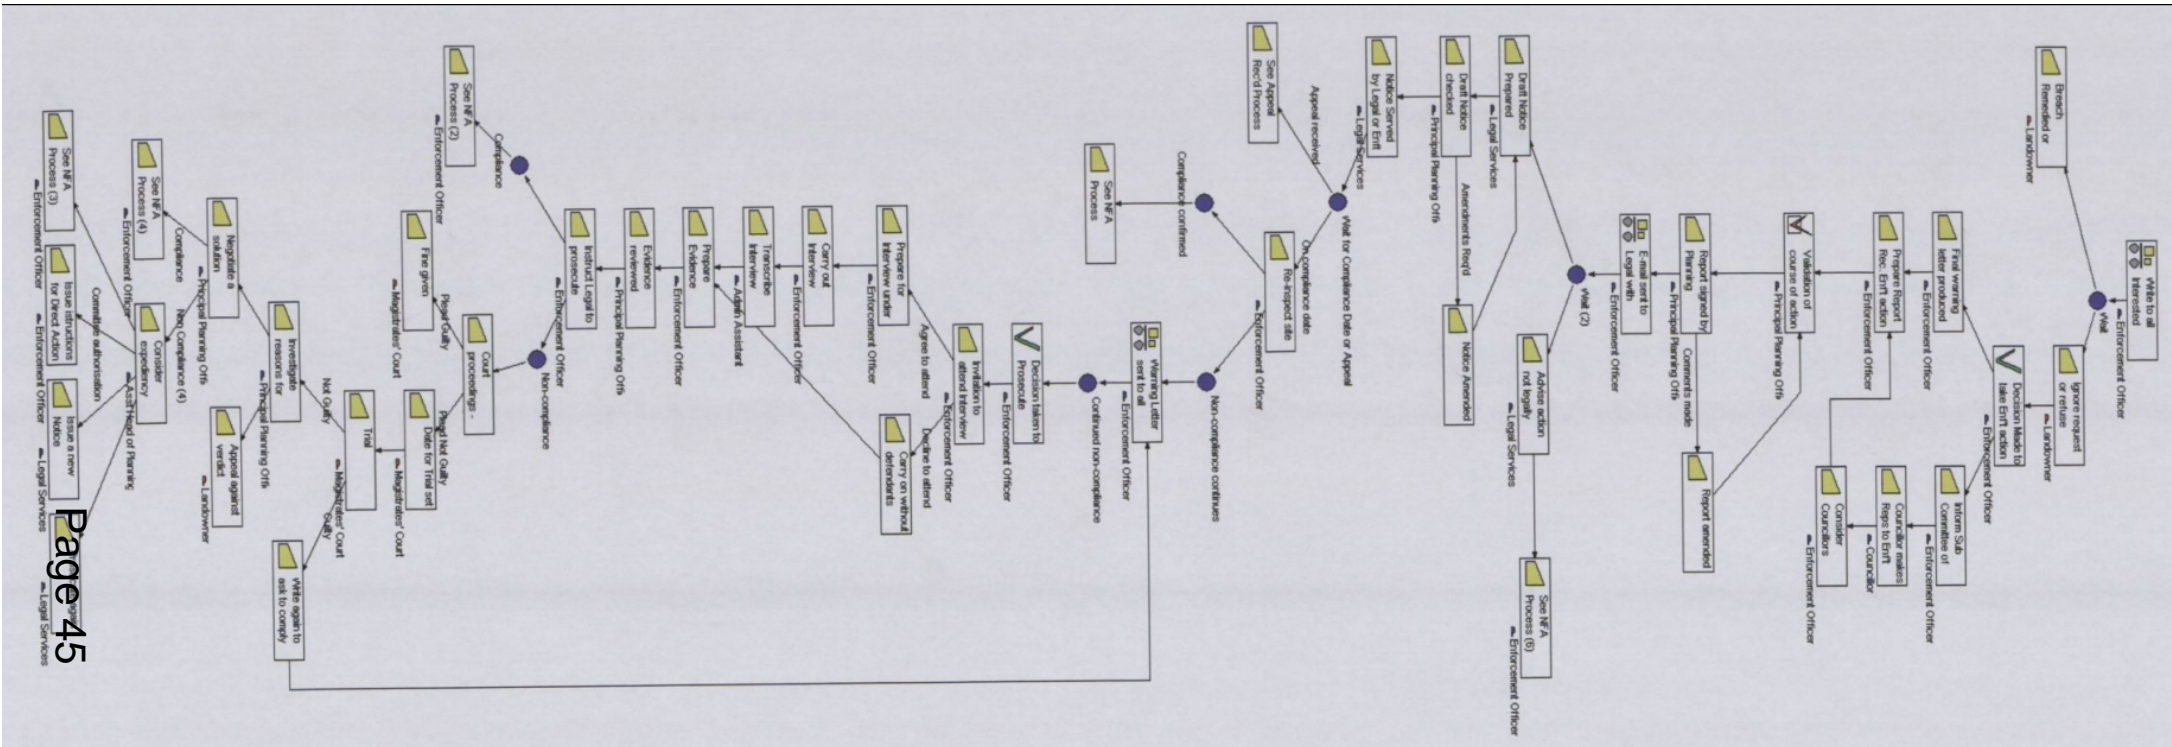 Write to all
interested
Enforcement Officer
Wait
Breach
Remedied or
Landowner
Ignore request
or refuse
Landowner
Decision Made to
take Enf't action
Enforcement Officer
Final warning
letter produced
Enforcement Officer
Inform Sub
Committee of
Enforcement Officer
Prepare Report
Rec. Enf't action
Enforcement Officer
Councillor makes
Reps to Enf't
Councillor
Validation of
course of action
Principal Planning Offi
Consider
Councillors
Enforcement Officer
Report signed by
Planning
Principal Planning Offi
Comments made
Report amended
E-mail sent to
Legal with
Enforcement Officer
Wait (2)
Draft Notice
Prepared
Legal Services
Advise action
not legally
Legal Services
See NFA
Process (6)
Enforcement Officer
Draft Notice
checked
Principal Planning Offi
Amendments Req'd
Notice Amended
Notice Served
by Legal or Enft
Legal Services
Wait for Compliance Date or Appeal
Appeal received
On compliance date
See Appeal
Rec'd Process
Re-inspect site
Enforcement Officer
Compliance confirmed
Non-compliance continues
See NFA
Process
Warning Letter
sent to all
Enforcement Officer
Continued non-compliance
Decision taken to
Prosecute
Enforcement Officer
Invitation to
attend Interview
Enforcement Officer
Agree to attend
Decline to attend
Prepare for
Interview under
Enforcement Officer
Carry on without
defendants
Carry out
Interview
Enforcement Officer
Transcribe
Interview
Admin Assistant
Prepare
Evidence
Enforcement Officer
Evidence
reviewed
Principal Planning Offi
Instruct Legal to
prosecute
Enforcement Officer
Compliance
Non-compliance
See NFA
Process (2)
Enforcement Officer
Court
proceedings -
Plead Guilty
Plead Not Guilty
Fine given
Magistrates' Court
Date for Trial set
Magistrates' Court
Trial
Magistrates' Court
Not Guilty
Guilty
Investigate
reasons for
Principal Planning Offi
Write again to
ask to comply
Negotiate a
solution
Principal Planning Offi
Appeal against
verdict
Landowner
Compliance
Non Compliance (4)
See NFA
Process (4)
Enforcement Officer
Consider
expediency
Asst Head of Planning
Committee authorisation
See NFA
Process (3)
Enforcement Officer
Issue istructions
for Direct Action
Enforcement Officer
Issue a new
Notice
Legal Services
Legal Services
Page 45